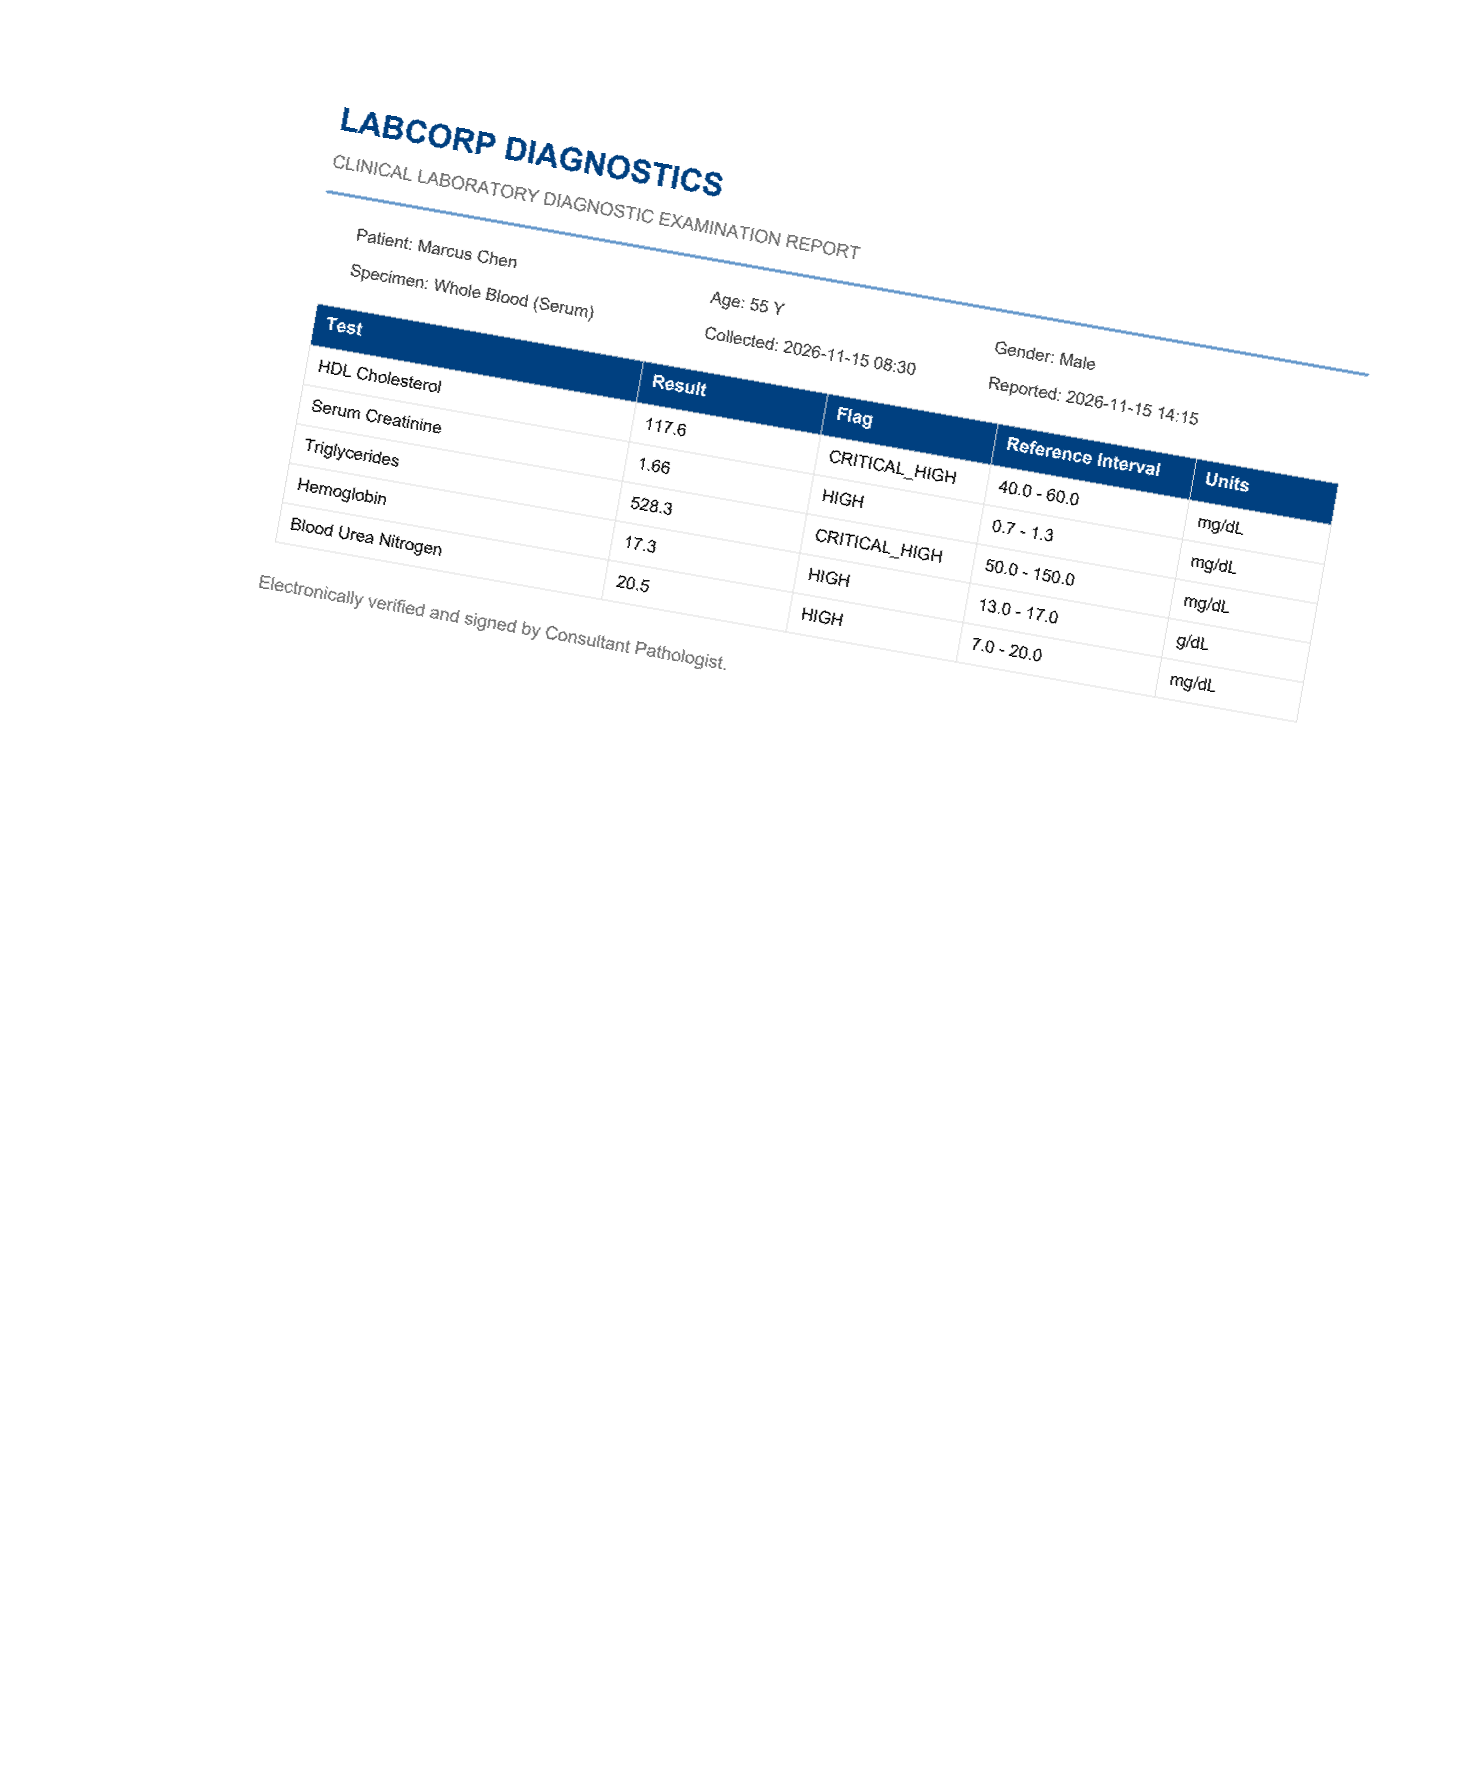 LABCORP DIAGNOSTICS
CLINICAL LABORATORY DIAGNOSTIC EXAMINATION REPORT
Patient: Marcus Chen Age: 55 Y Gender: Male
Specimen: Whole Blood (Serum) Collected: 2026-11-15 08:30 Reported: 2026-11-15 14:15
Test Result Flag Reference Interval Units
HDL Cholesterol 117.6 CRITICAL_HIGH 40.0 - 60.0 mg/dL
Serum Creatinine 1.66 HIGH 0.7 - 1.3 mg/dL
Triglycerides 528.3 CRITICAL_HIGH 50.0 - 150.0 mg/dL
Hemoglobin 17.3 HIGH 13.0 - 17.0 g/dL
Blood Urea Nitrogen 20.5 HIGH 7.0 - 20.0 mg/dL
Electronically verified and signed by Consultant Pathologist.